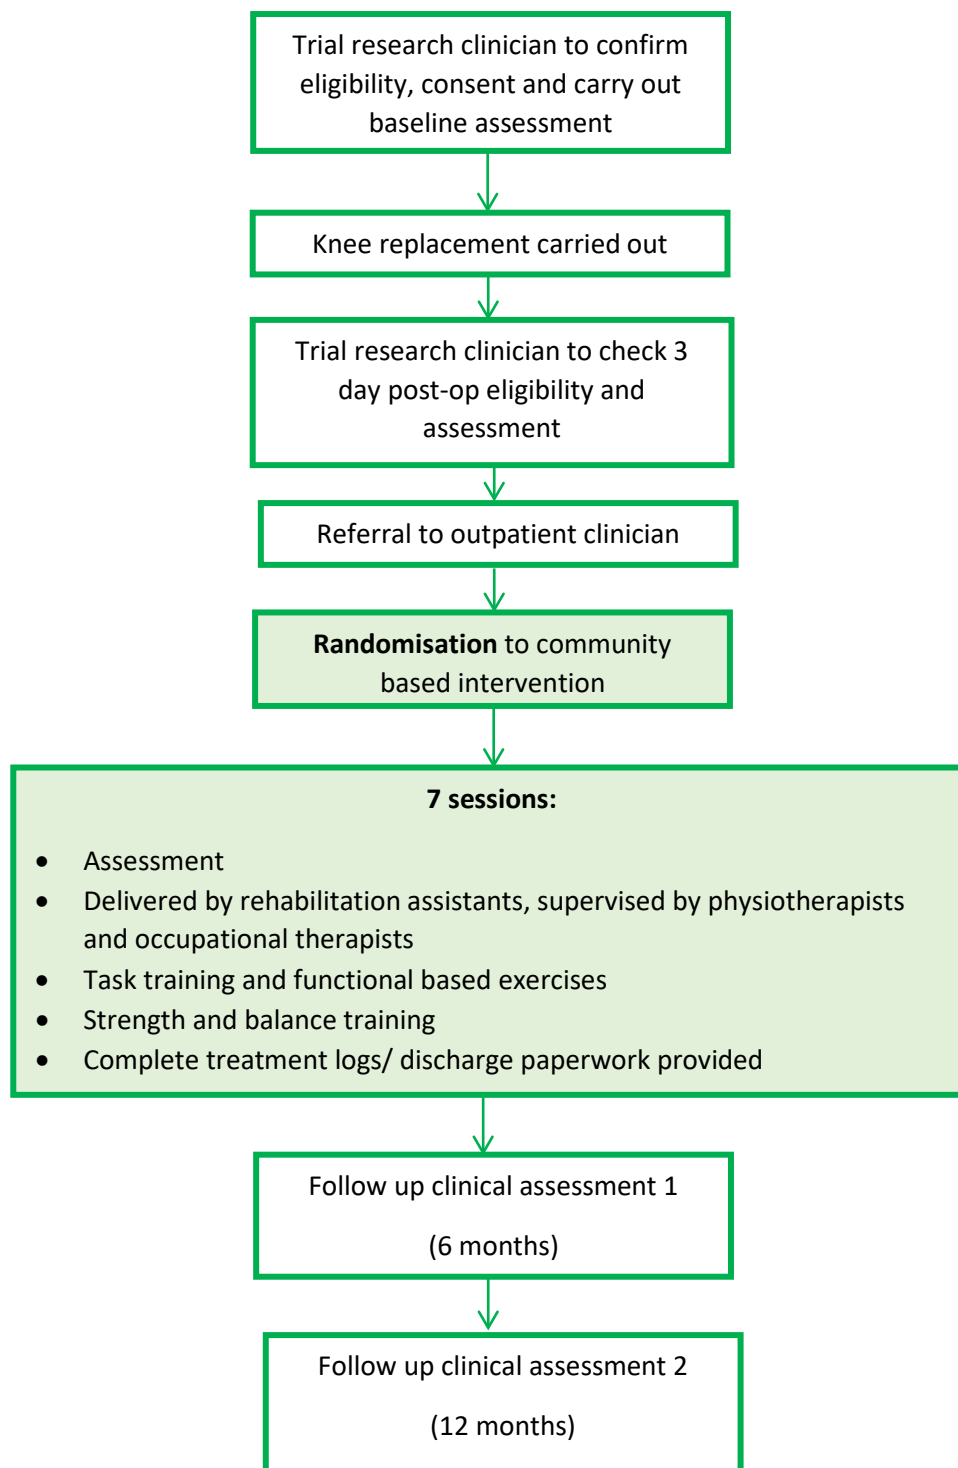 Trial research clinician to confirm
eligibility, consent and carry out
baseline assessment
Knee replacement carried out
Trial research clinician to check 3
day post-op eligibility and
assessment
Referral to outpatient clinician
Randomisation to community
based intervention
7 sessions:
• Assessment
• Delivered by rehabilitation assistants, supervised by physiotherapists
and occupational therapists
• Task training and functional based exercises
• Strength and balance training
• Complete treatment logs/ discharge paperwork provided
Follow up clinical assessment 1
(6 months)
Follow up clinical assessment 2
(12 months)